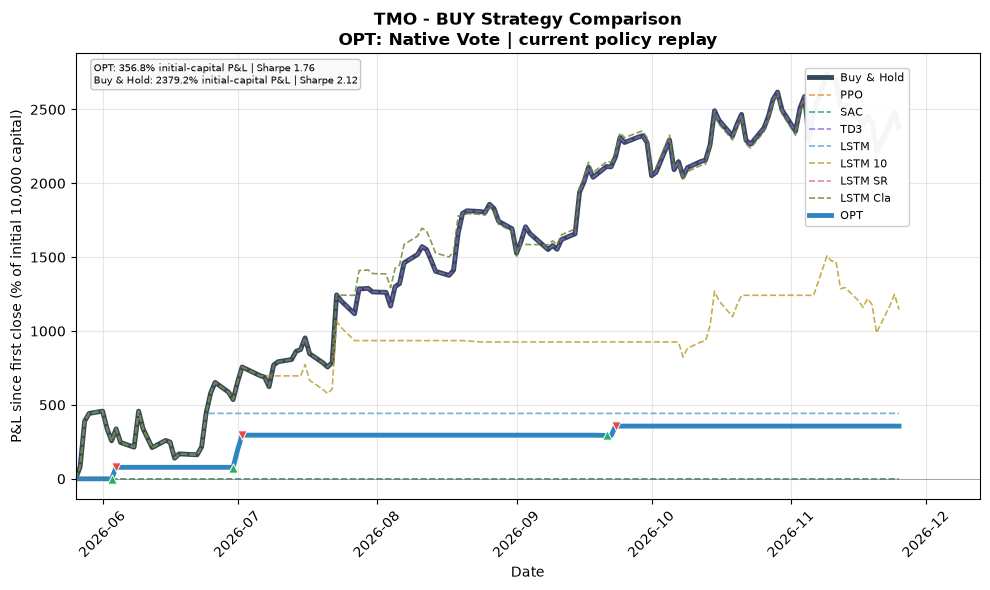 TMO - BUY Strategy Comparison
OPT: Native Vote | current policy replay
OPT: 356.8% initial-capital P&L | Sharpe 1.76
Buy & Hold: 2379.2% initial-capital P&L | Sharpe 2.12
Buy & Hold
PPO
SAC
TD3
LSTM
LSTM 10
LSTM SR
LSTM Cla
OPT
P&L since first close (% of initial 10,000 capital)
2500
2000
1500
1000
500
0
2026-06
2026-07
2026-08
2026-09
2026-10
2026-11
2026-12
Date